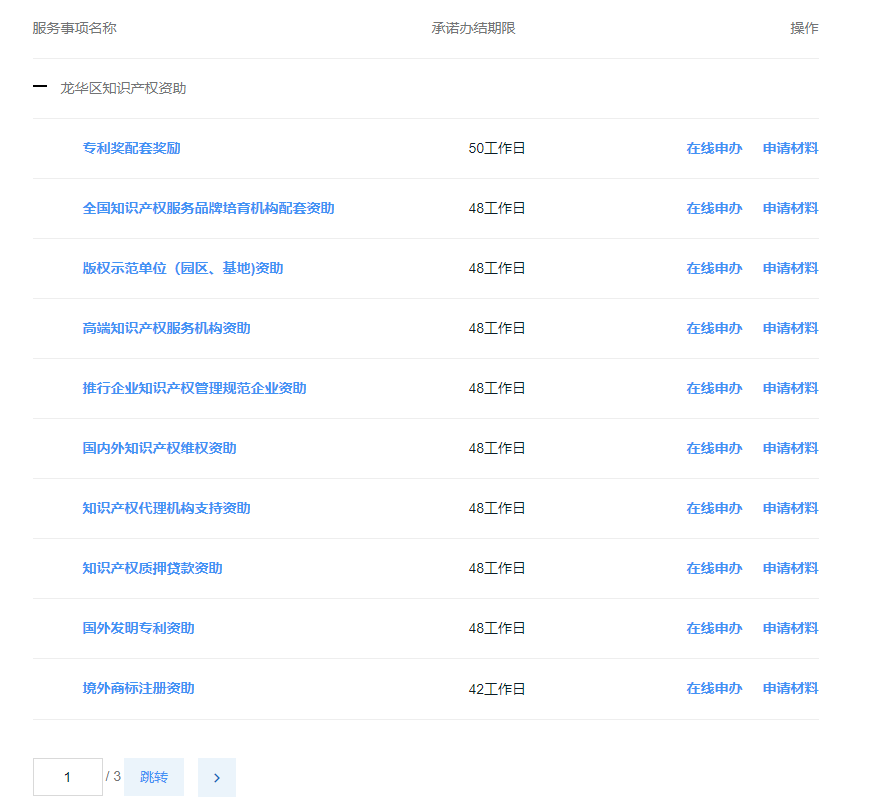 服务事项名称 承诺办结期限 操作
龙华区知识产权资助
专利奖配套奖励 50工作日 在线申办 申请材料
全国知识产权服务品牌培育机构配套资助 48工作日 在线申办 申请材料
版权示范单位（园区、基地)资助 48工作日 在线申办 申请材料
高端知识产权服务机构资助 48工作日 在线申办 申请材料
推行企业知识产权管理规范企业资助 48工作日 在线申办 申请材料
国内外知识产权维权资助 48工作日 在线申办 申请材料
知识产权代理机构支持资助 48工作日 在线申办 申请材料
知识产权质押贷款资助 48工作日 在线申办 申请材料
国外发明专利资助 48工作日 在线申办 申请材料
境外商标注册资助 42工作日 在线申办 申请材料
1 / 3 跳转 >